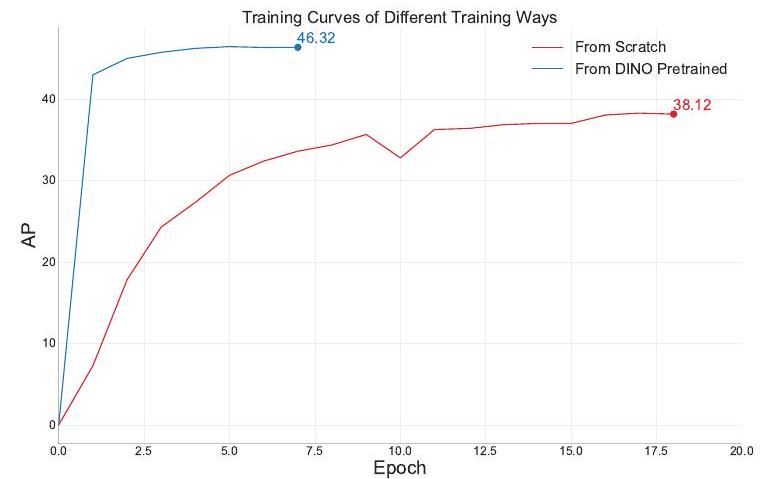 Training Curves of Different Training Ways
46.32
From Scratch
From DINO Pretrained
40
38.12
30
AP
20
10
0
0.0 2.5 5.0 7.5 10.0 12.5 15.0 17.5 20.0
Epoch